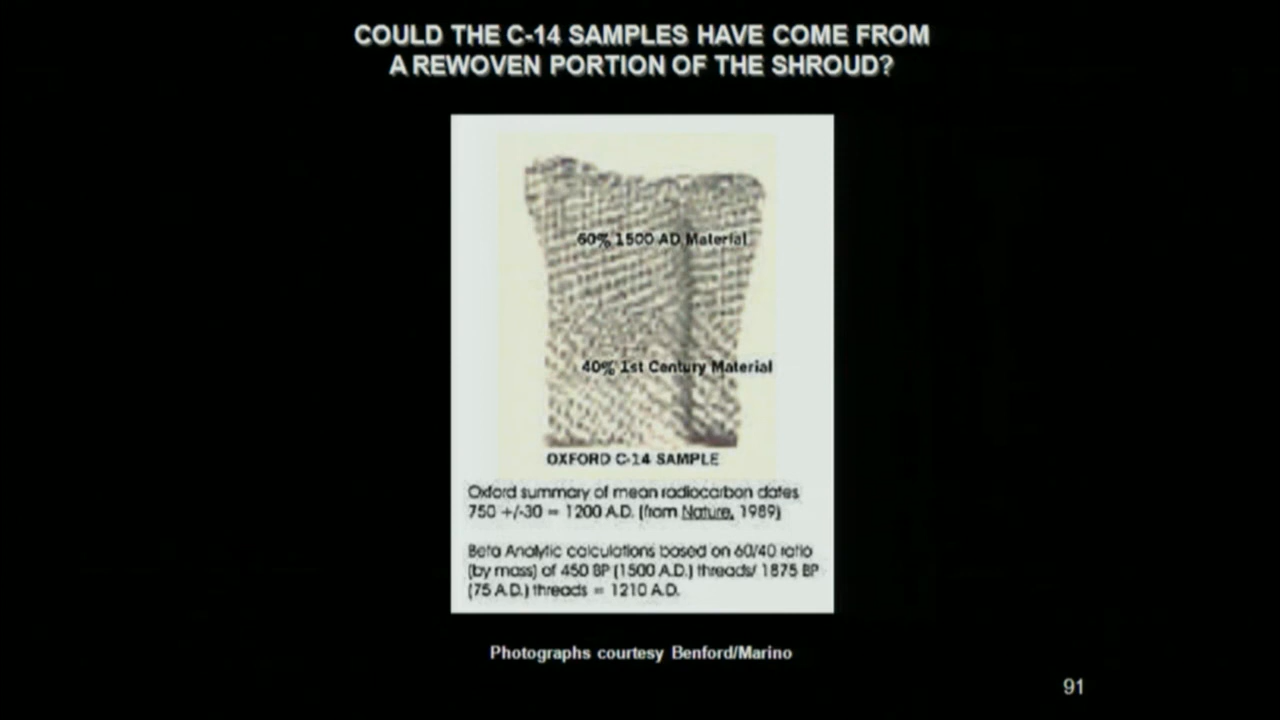 COULD THE C-14 SAMPLES HAVE COME FROM
A REWOVEN PORTION OF THE SHROUD?
60% 1500 AD Material
40% 1st Century Material
OXFORD C-14 SAMPLE
Oxford summary of mean radiocarbon dates
750 +/-30 = 1200 A.D. (from Nature, 1989)
Beta Analytic calculations based on 60/40 ratio
(by mass) of 450 BP (1500 A.D.) threads/ 1875 BP
(75 A.D.) threads = 1210 A.D.
Photographs courtesy Benford/Marino
91